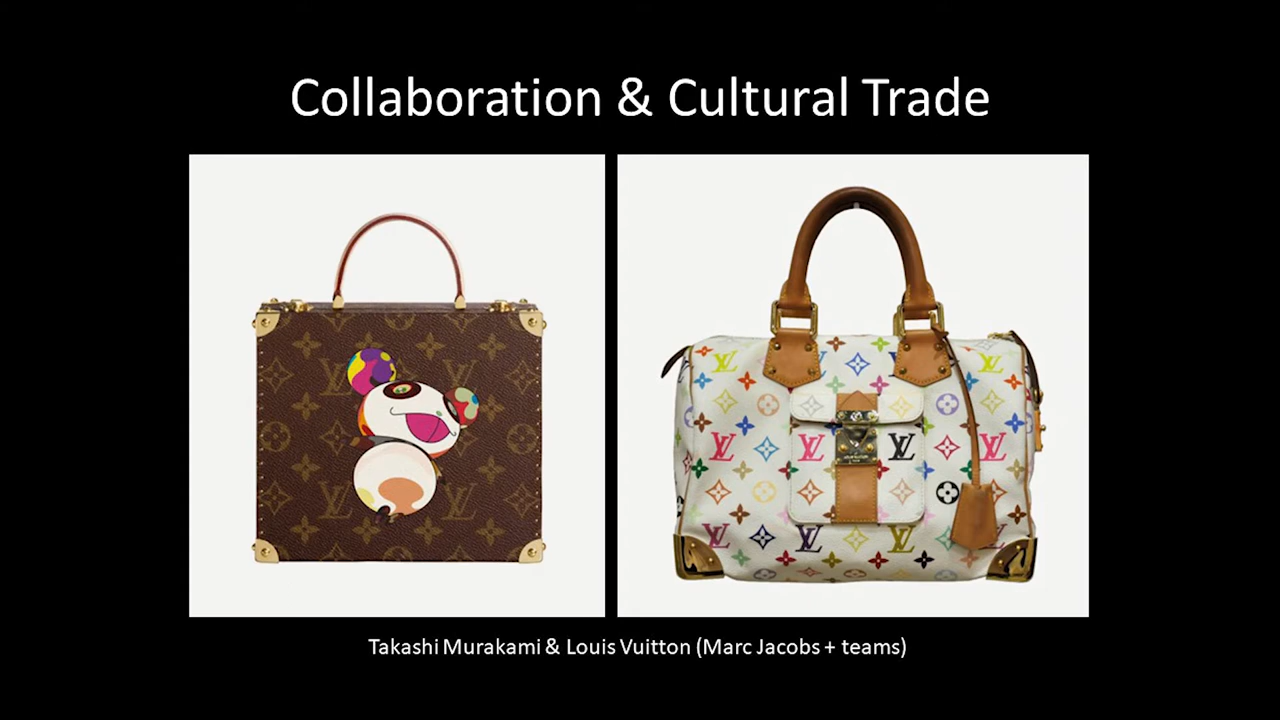 Collaboration & Cultural Trade
Takashi Murakami & Louis Vuitton (Marc Jacobs + teams)